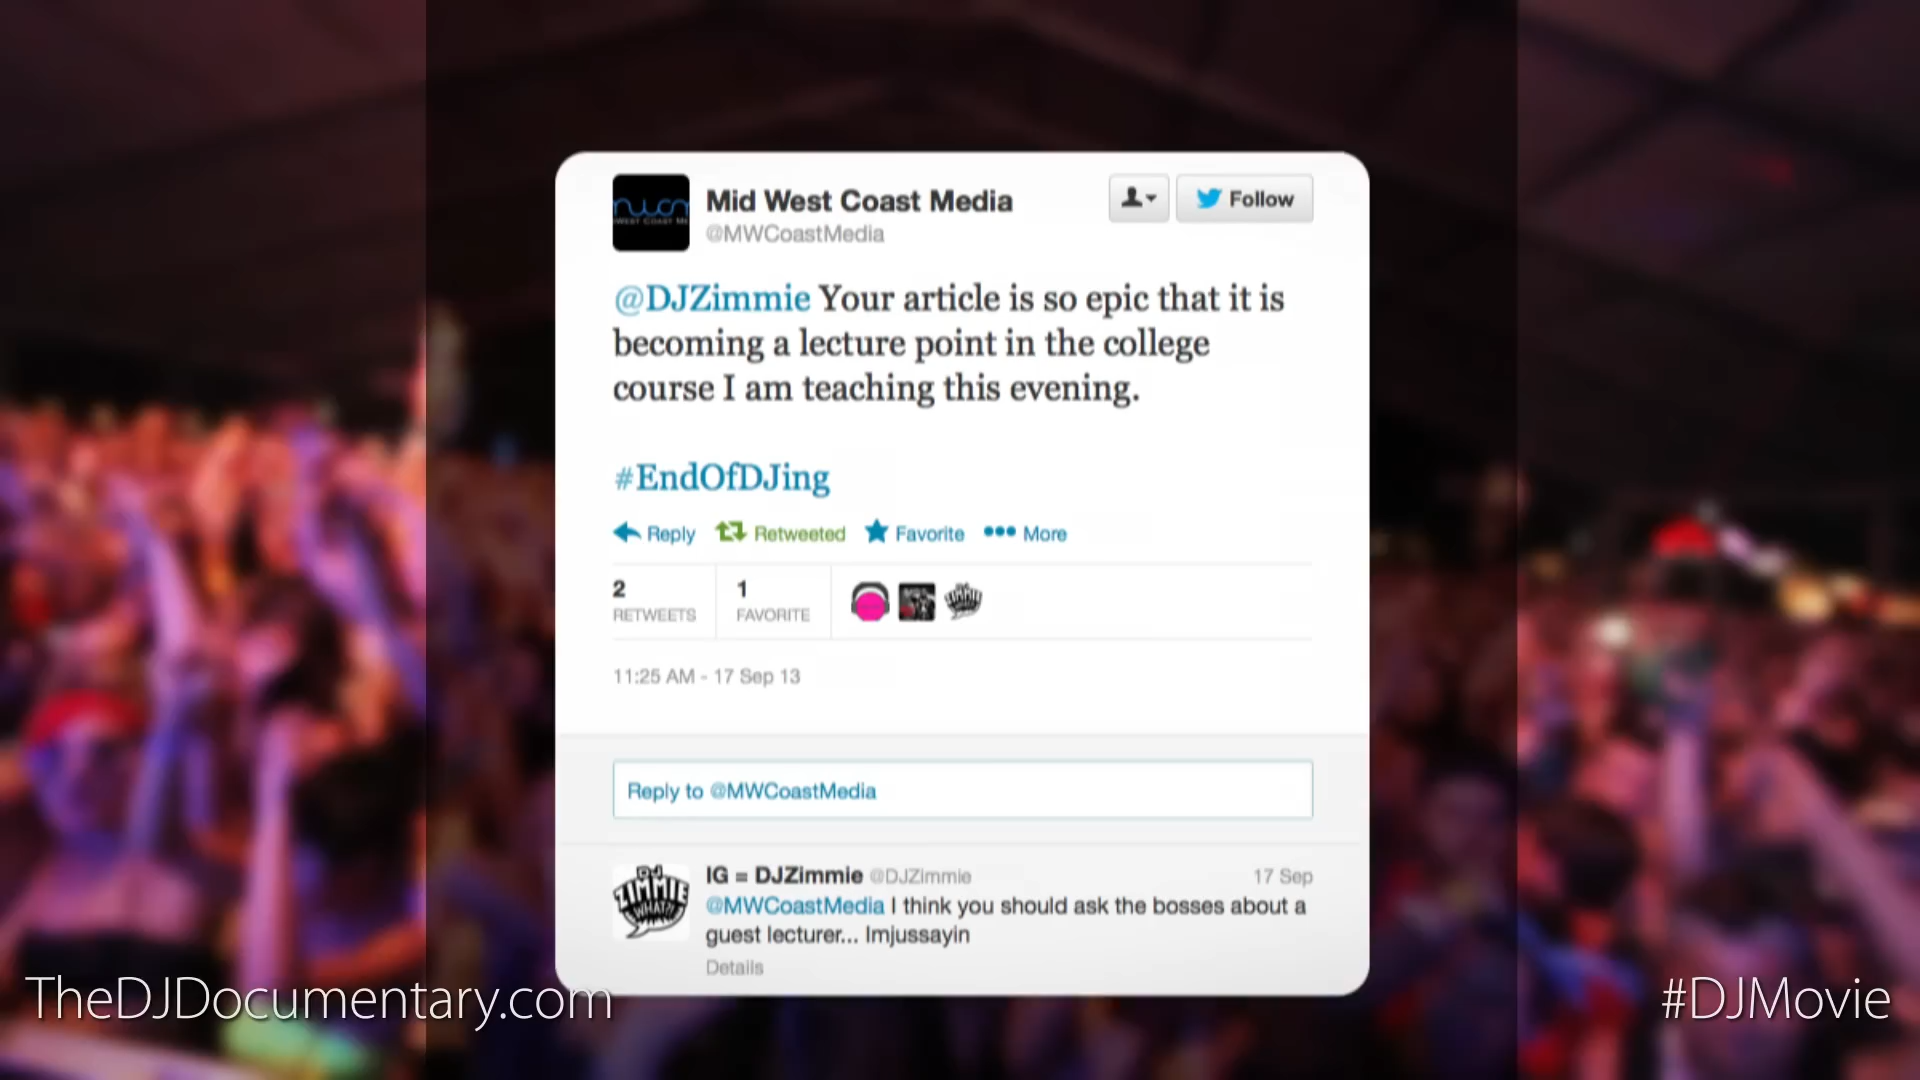 Mid West Coast Media
@MWCoastMedia
Follow
@DJZimmie Your article is so epic that it is
becoming a lecture point in the college
course I am teaching this evening.
#EndOfDJing
Reply Retweeted Favorite More
2 1
RETWEETS FAVORITE
11:25 AM - 17 Sep 13
Reply to @MWCoastMedia
DJ
ZIMMIE
WHAT?!
IG = DJZimmie @DJZimmie 17 Sep
@MWCoastMedia I think you should ask the bosses about a
guest lecturer... Imjussayin
Details
TheDJDocumentary.com
#DJMovie